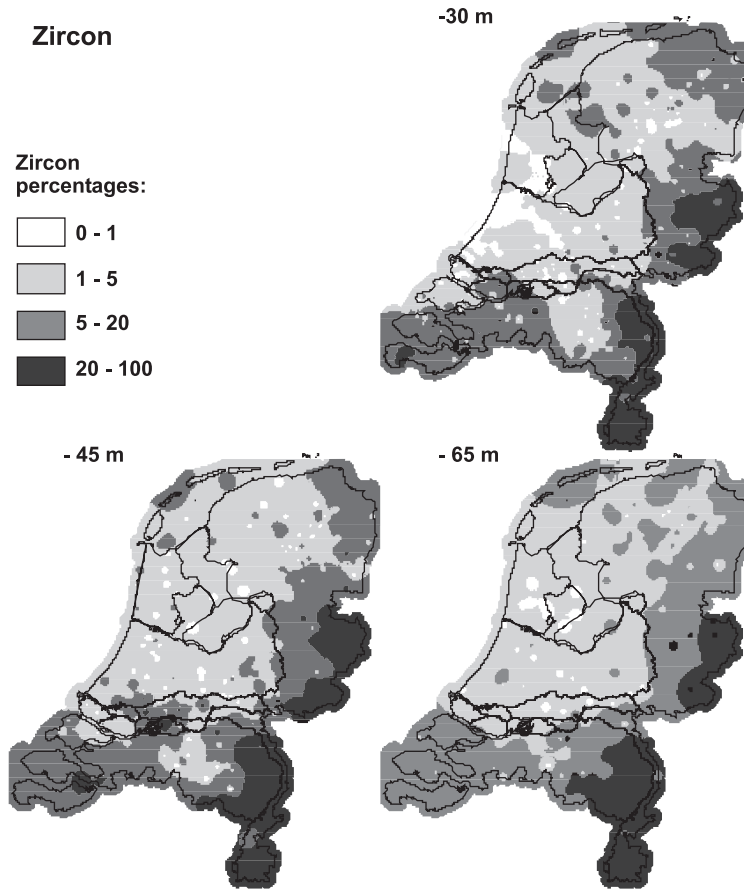 Zircon
-30 m
Zircon
percentages:
0 - 1
1 - 5
5 - 20
20 - 100
- 45 m
- 65 m